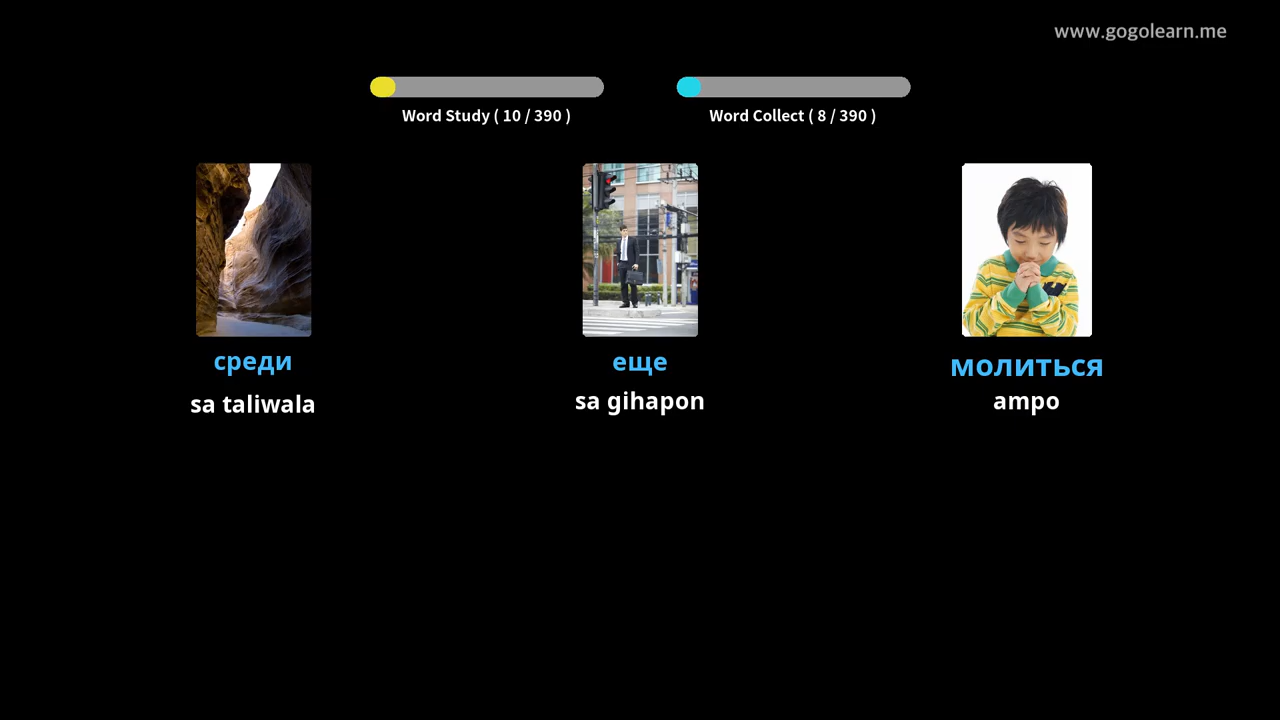 www.gogolearn.me
Word Study ( 10 / 390 )
Word Collect ( 8 / 390 )
среди
еще
молиться
sa taliwala
sa gihapon
ampo